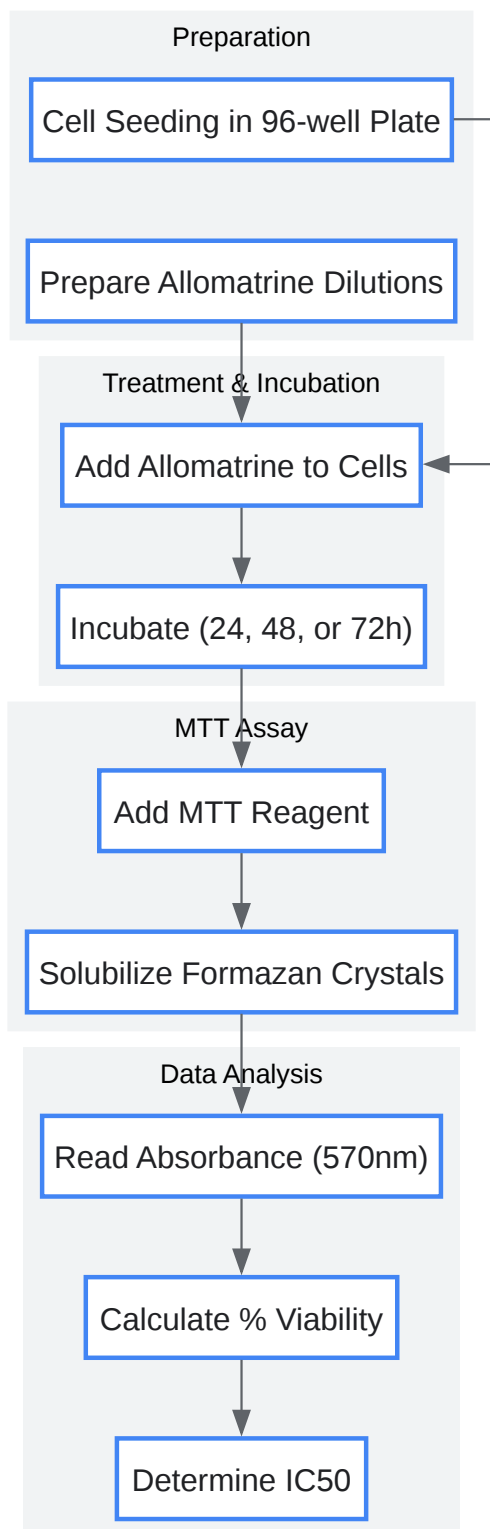 Preparation
Cell Seeding in 96-well Plate
Prepare Allomatrine Dilutions
Treatment & Incubation
Add Allomatrine to Cells
Incubate (24, 48, or 72h)
MTT Assay
Add MTT Reagent
Solubilize Formazan Crystals
Data Analysis
Read Absorbance (570nm)
Calculate % Viability
Determine IC50